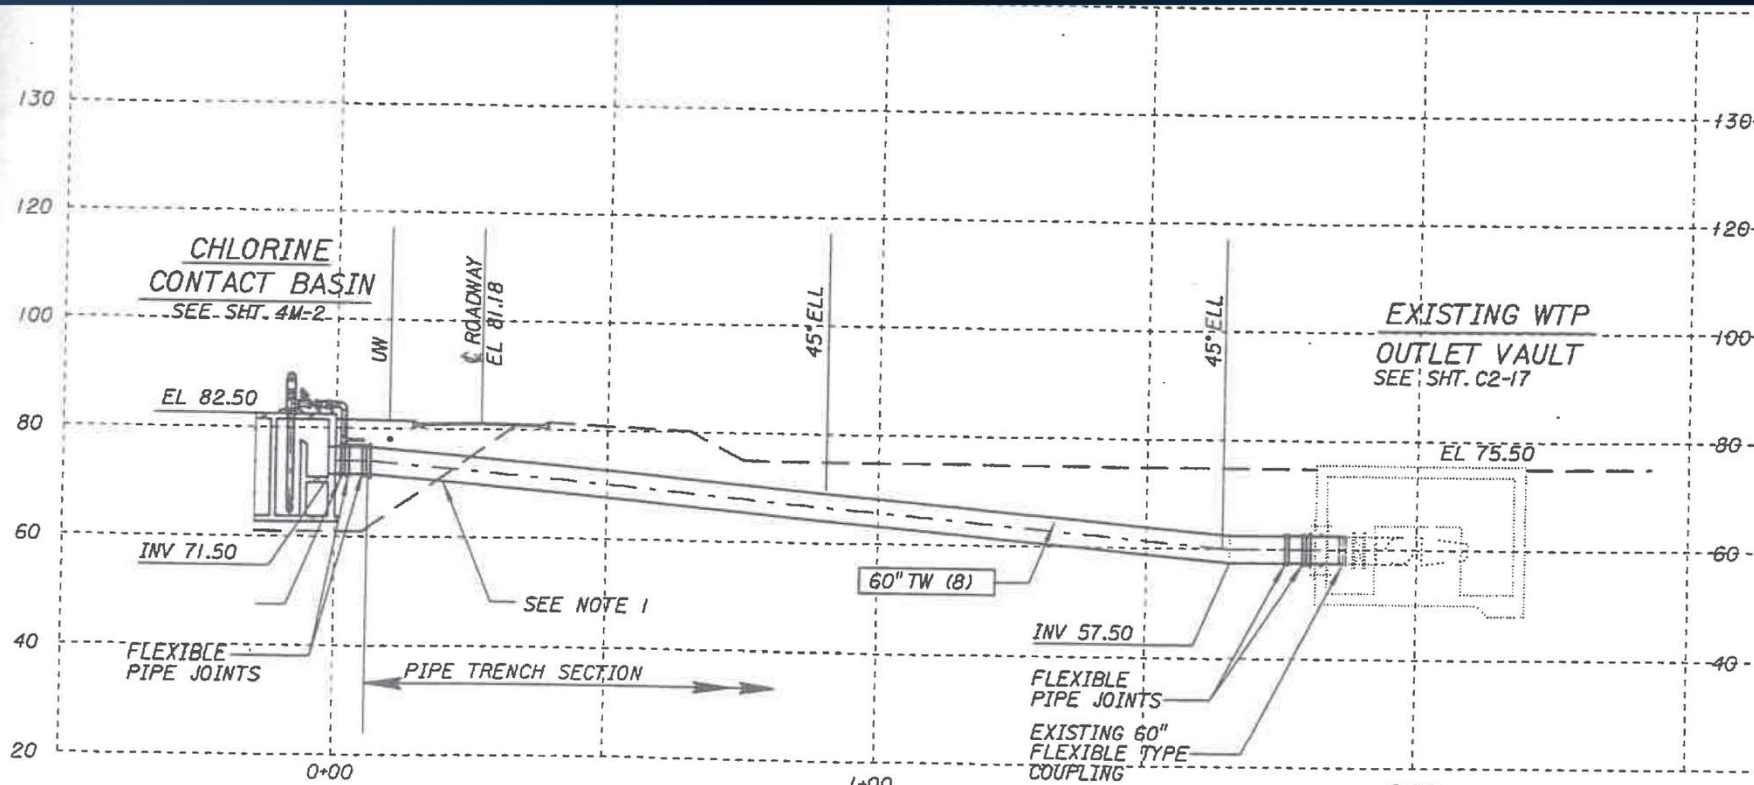 130
130
120
120
CHLORINE
CONTACT BASIN
SEE SHT. 4M-2
100
100
UW
℄ ROADWAY
EL 81.18
45° ELL
45° ELL
EXISTING WTP
OUTLET VAULT
SEE SHT. C2-17
EL 82.50
80
80
EL 75.50
60
60
INV 71.50
SEE NOTE 1
60" TW (8)
INV 57.50
40
40
FLEXIBLE
PIPE JOINTS
PIPE TRENCH SECTION
FLEXIBLE
PIPE JOINTS
EXISTING 60"
FLEXIBLE TYPE
COUPLING
20
0+00
1+00